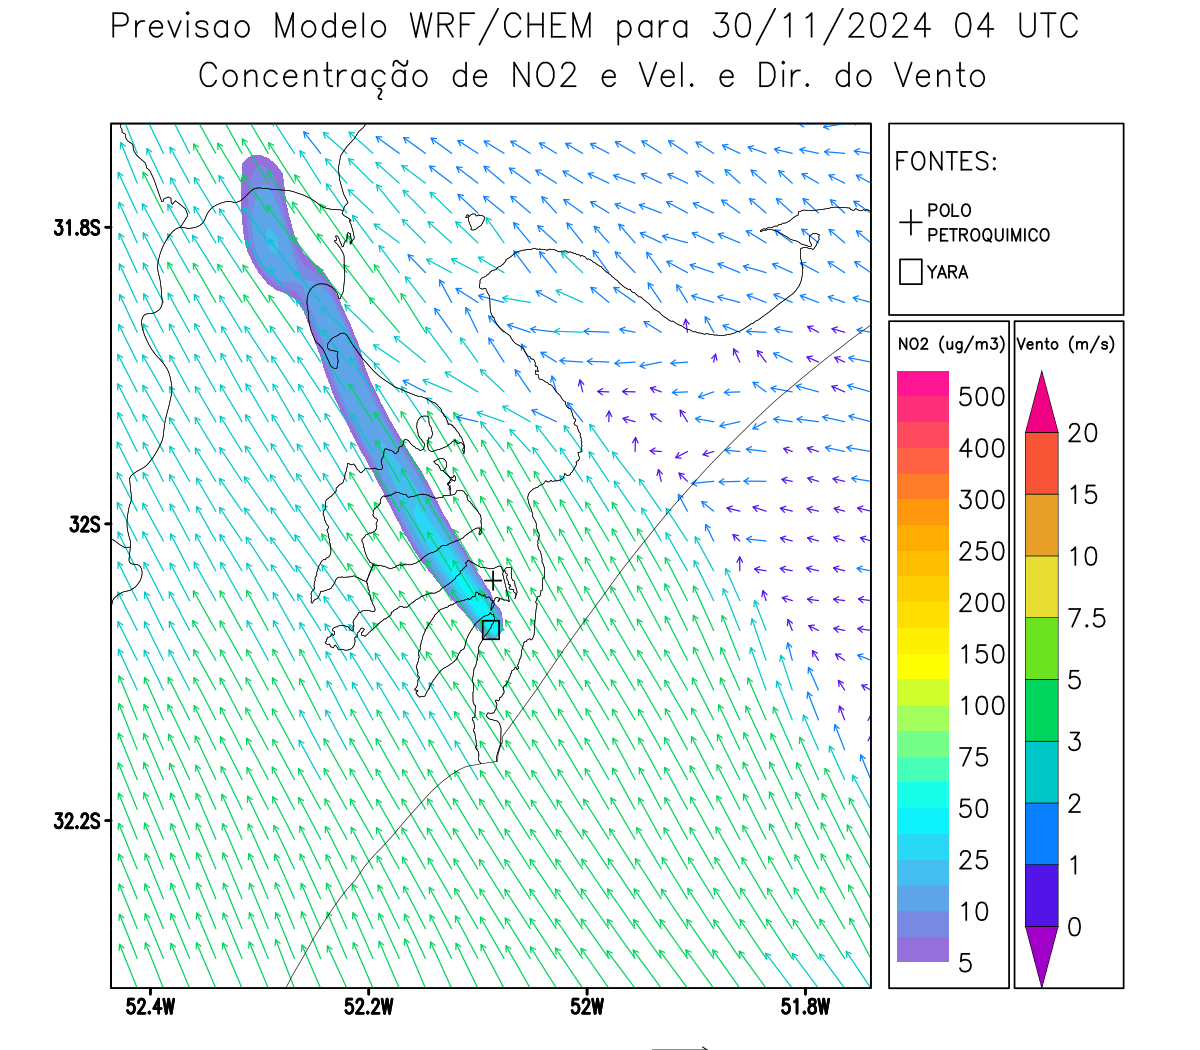 Previsao Modelo WRF/CHEM para 30/11/2024 04 UTC
Concentração de NO2 e Vel. e Dir. do Vento
FONTES:
POLO
PETROQUIMICO
YARA
NO2 (ug/m3)
500
400
300
250
200
150
100
75
50
25
10
5
Vento (m/s)
20
15
10
7.5
5
3
2
1
0
31.8S
32S
32.2S
52.4W 52.2W 52W 51.8W